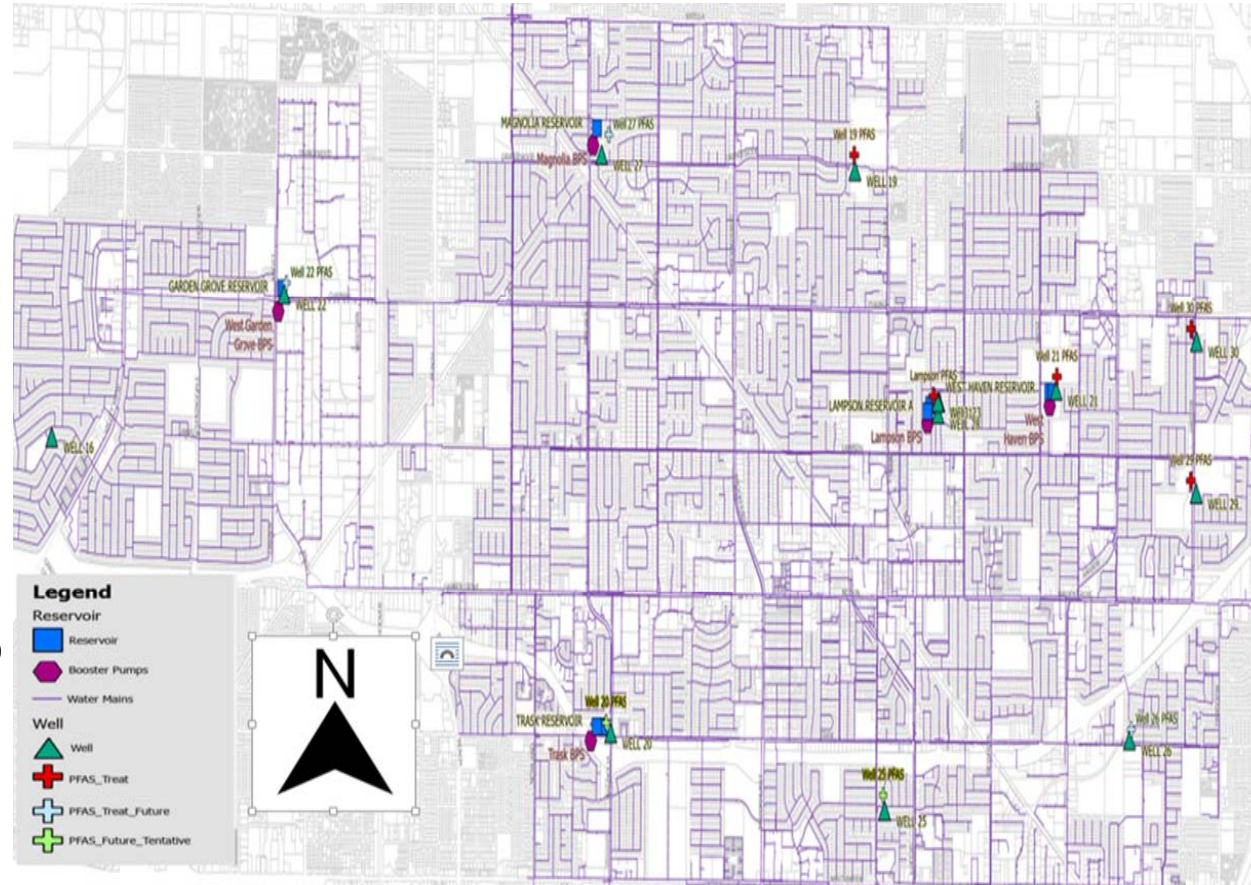 MAGNOLIA RESERVOIR
Well 27 PFAS
Magnolia BPS
WELL 27
Well 19 PFAS
WELL 19
Well 22 PFAS
GARDEN GROVE RESERVOIR
WELL 22
West Garden
Grove BPS
Well 30 PFAS
WELL 30
Well 21 PFAS
Lampson PFAS
WEST HAVEN RESERVOIR
WELL 21
LAMPSON RESERVOIR A
Lampson BPS
West
Haven BPS
WELL 16
Well 29 PFAS
WELL 29
Legend
Reservoir
Reservoir
Booster Pumps
Water Mains
Well
Well
PFAS_Treat
PFAS_Treat_Future
PFAS_Future_Tentative
N
Well 20 PFAS
TRASK RESERVOIR
WELL 20
Trask BPS
Well 26 PFAS
WELL 26
Well 25 PFAS
WELL 25